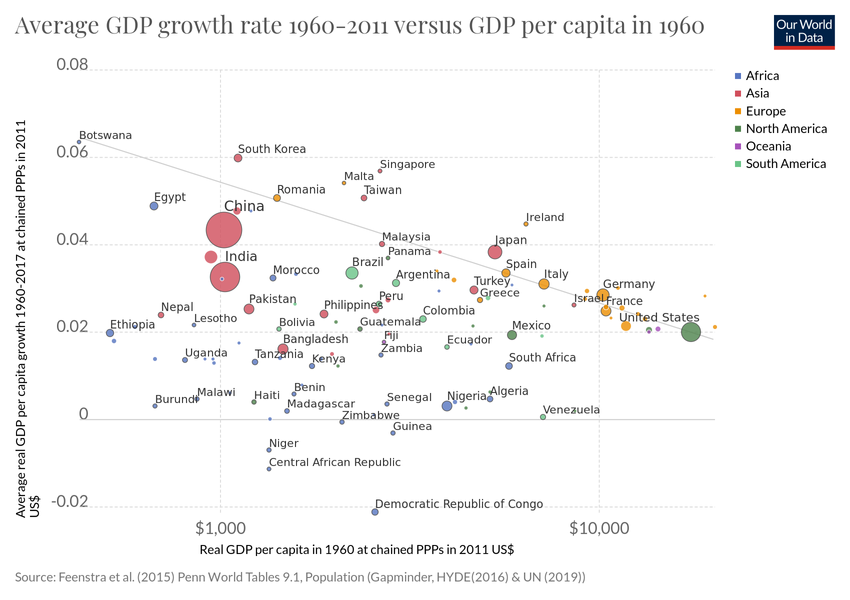 Average GDP growth rate 1960-2011 versus GDP per capita in 1960
Our World
in Data
Africa
Asia
Europe
North America
Oceania
South America
Average real GDP per capita growth 1960-2017 at chained PPPs in 2011
US$
0.08
0.06
0.04
0.02
0
-0.02
Botswana
South Korea
Singapore
Malta
Romania
Taiwan
Egypt
China
Ireland
Malaysia
Japan
Panama
India
Morocco
Brazil
Spain
Argentina
Turkey
Italy
Germany
Pakistan
Philippines
Peru
Greece
Israel
France
Nepal
Lesotho
Colombia
United States
Ethiopia
Bolivia
Guatemala
Mexico
Bangladesh
Fiji
Ecuador
Uganda
Tanzania
Kenya
Zambia
South Africa
Burundi
Malawi
Haiti
Benin
Senegal
Nigeria
Algeria
Madagascar
Zimbabwe
Venezuela
Guinea
Niger
Central African Republic
Democratic Republic of Congo
$1,000
$10,000
Real GDP per capita in 1960 at chained PPPs in 2011 US$
Source: Feenstra et al. (2015) Penn World Tables 9.1, Population (Gapminder, HYDE(2016) & UN (2019))